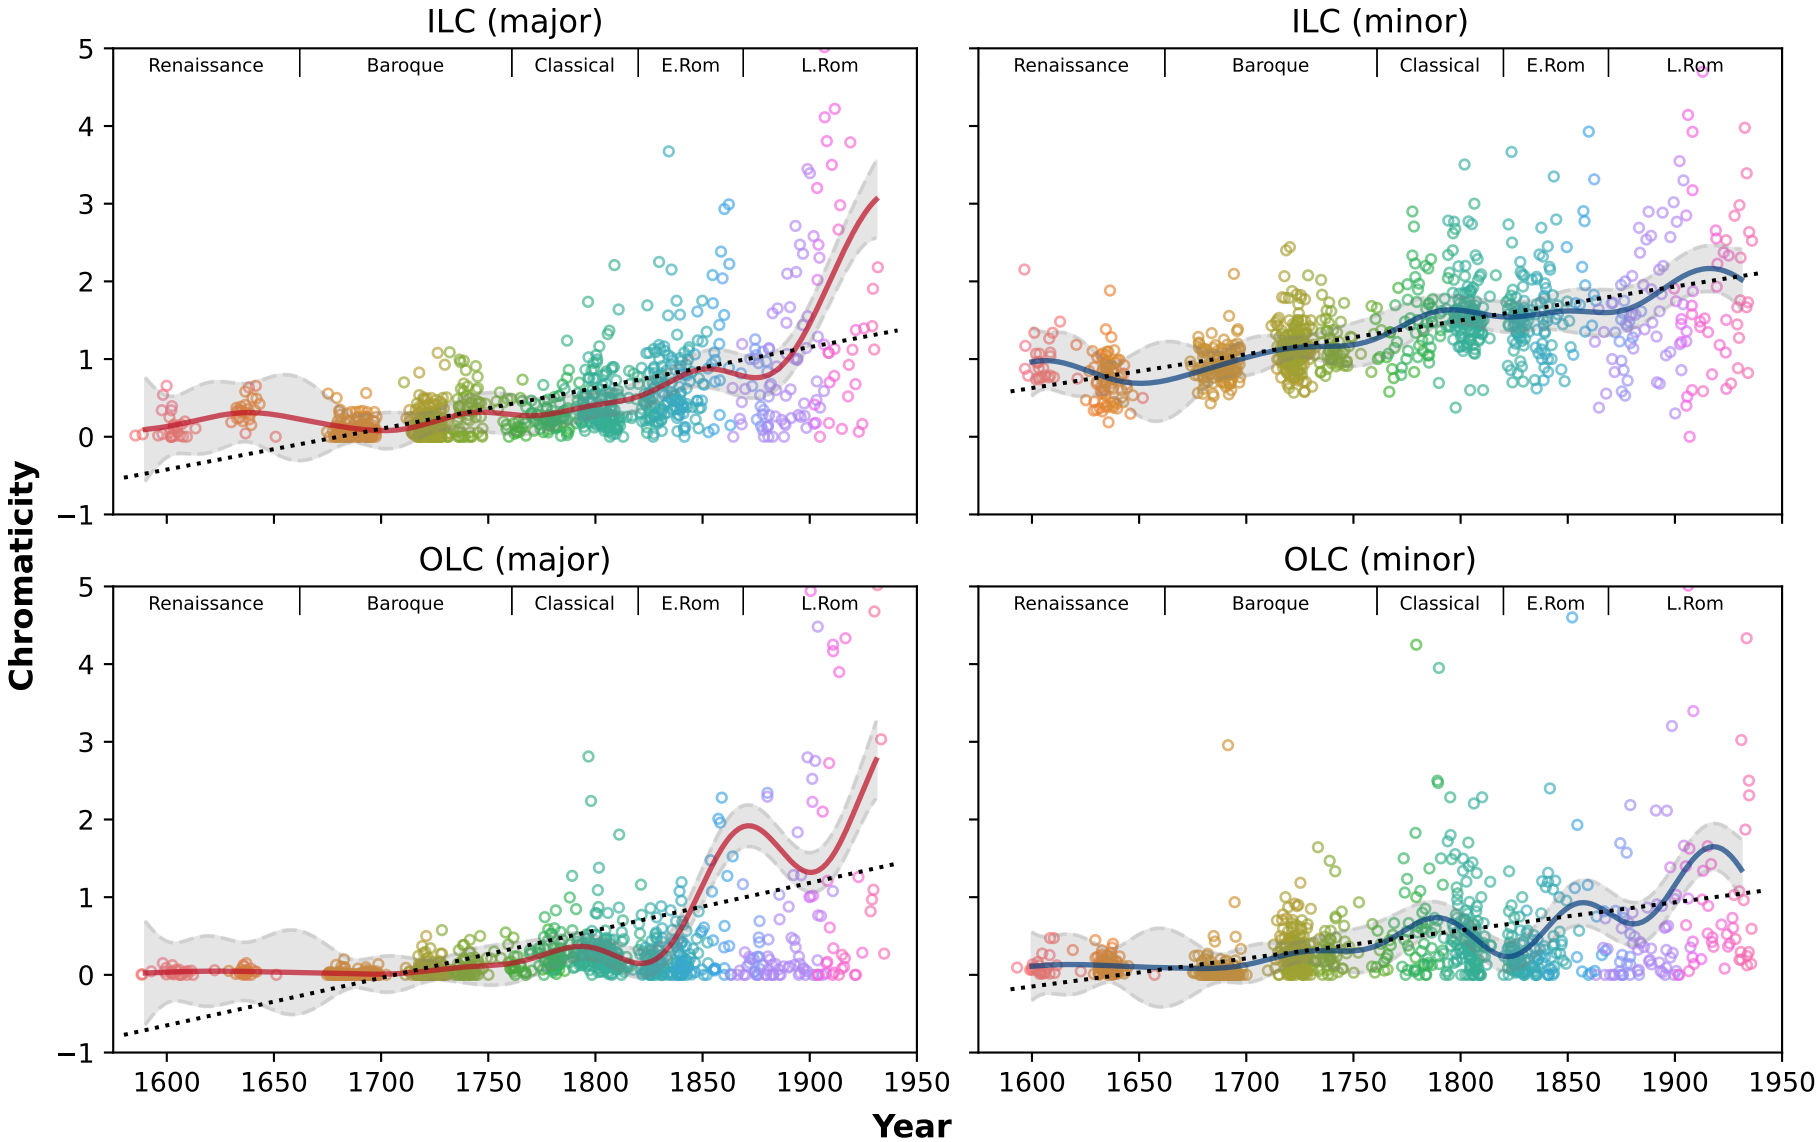 ILC (major)
ILC (minor)
5
Renaissance
Baroque
Classical
E.Rom
L.Rom
Renaissance
Baroque
Classical
E.Rom
L.Rom
4
3
2
1
0
−1
Chromaticity
OLC (major)
OLC (minor)
5
Renaissance
Baroque
Classical
E.Rom
L.Rom
Renaissance
Baroque
Classical
E.Rom
L.Rom
4
3
2
1
0
−1
1600 1650 1700 1750 1800 1850 1900 1950
1600 1650 1700 1750 1800 1850 1900 1950
Year